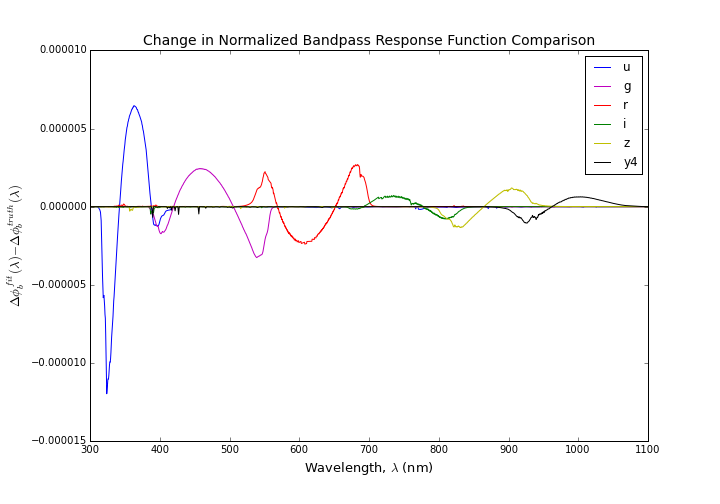 Change in Normalized Bandpass Response Function Comparison
0.000010
0.000005
0.000000
−0.000005
−0.000010
−0.000015
Δϕ_b^fit(λ)−Δϕ_b^truth(λ)
u
g
r
i
z
y4
300 400 500 600 700 800 900 1000 1100
Wavelength, λ (nm)